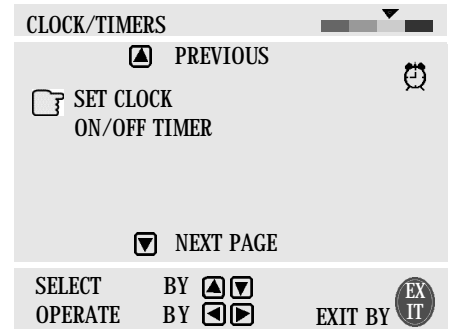 CLOCK/TIMERS
PREVIOUS
SET CLOCK
ON/OFF TIMER
NEXT PAGE
SELECT BY
OPERATE BY
EXIT BY EXIT